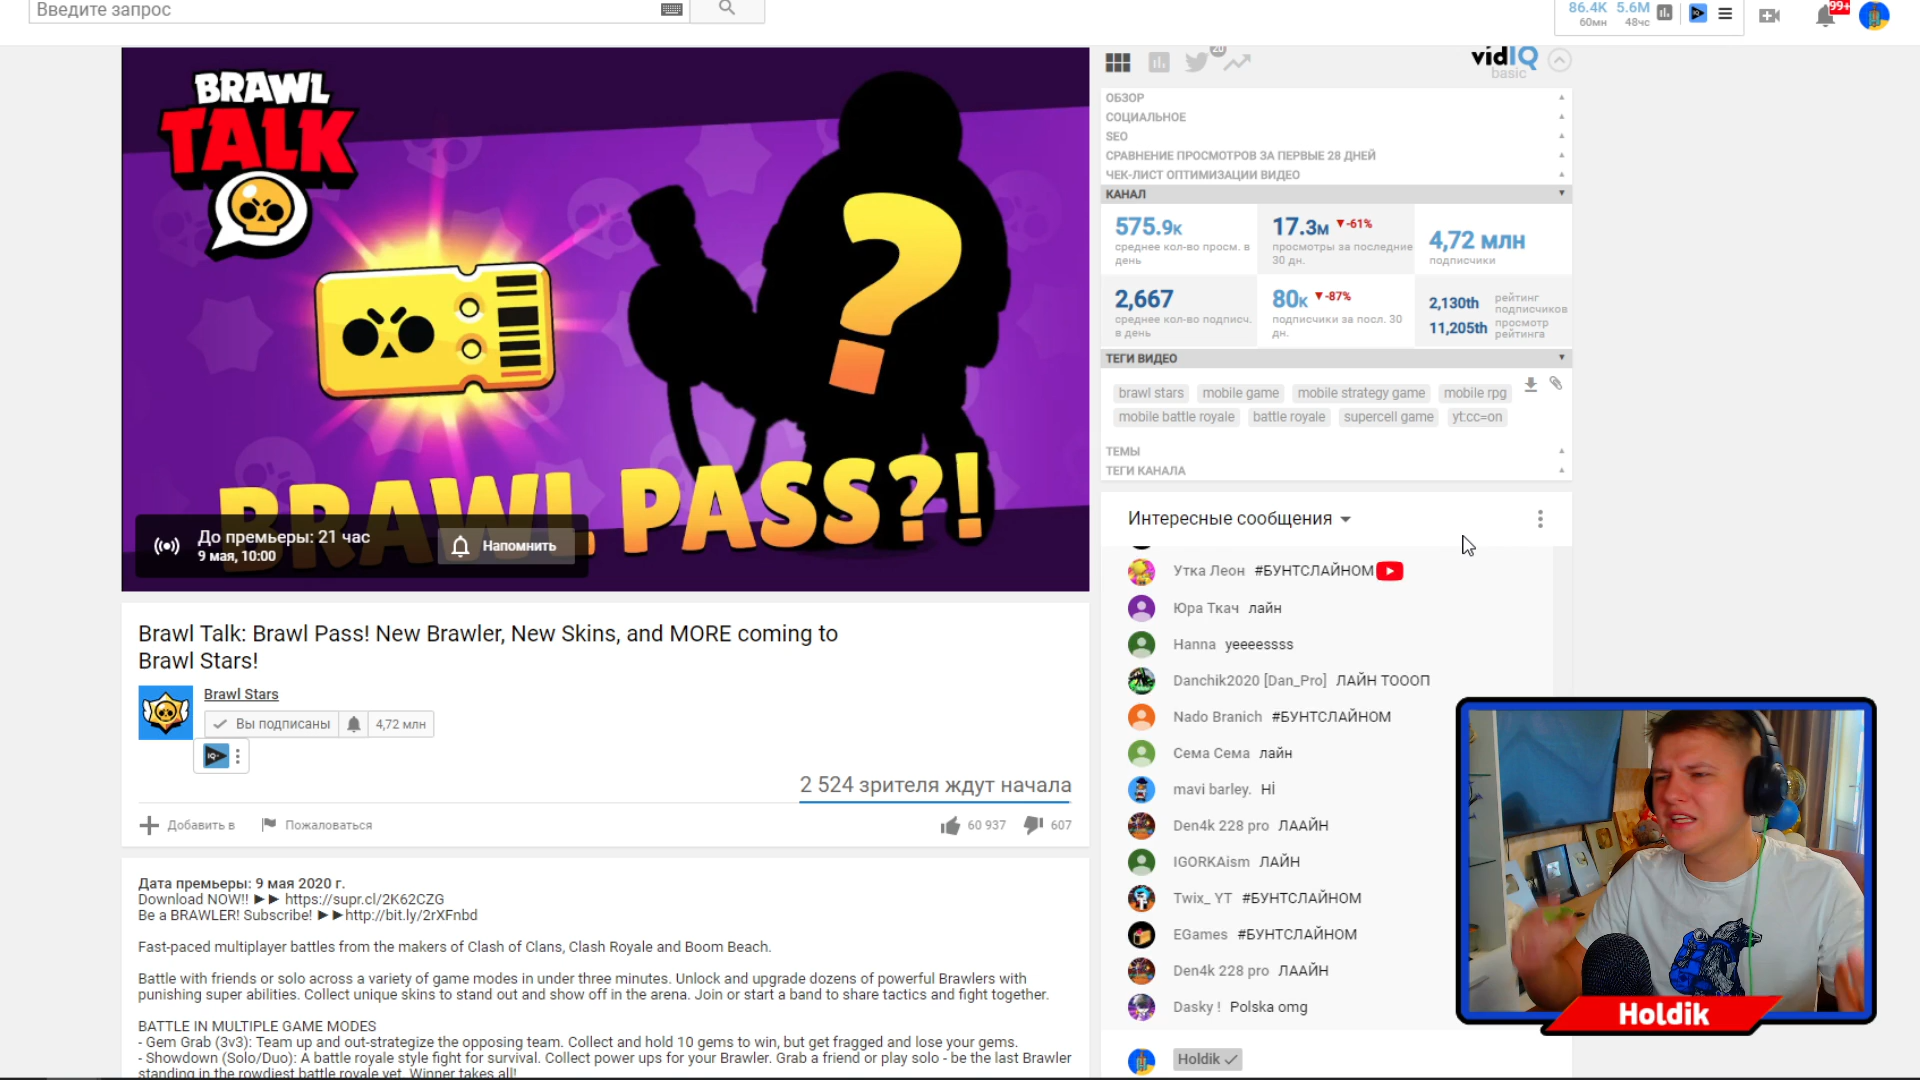 Введите запрос
86.4K 5.6M
60мн 48чс
99+
BRAWL
TALK
BRAWL PASS?!
До премьеры: 21 час
9 мая, 10:00
Напомнить
Brawl Talk: Brawl Pass! New Brawler, New Skins, and MORE coming to
Brawl Stars!
Brawl Stars
Вы подписаны 4,72 млн
2 524 зрителя ждут начала
Добавить в Пожаловаться 60 937 607
Дата премьеры: 9 мая 2020 г.
Download NOW!! ►► https://supr.cl/2K62CZG
Be a BRAWLER! Subscribe! ►►http://bit.ly/2rXFnbd
Fast-paced multiplayer battles from the makers of Clash of Clans, Clash Royale and Boom Beach.
Battle with friends or solo across a variety of game modes in under three minutes. Unlock and upgrade dozens of powerful Brawlers with
punishing super abilities. Collect unique skins to stand out and show off in the arena. Join or start a band to share tactics and fight together.
BATTLE IN MULTIPLE GAME MODES
- Gem Grab (3v3): Team up and out-strategize the opposing team. Collect and hold 10 gems to win, but get fragged and lose your gems.
- Showdown (Solo/Duo): A battle royale style fight for survival. Collect power ups for your Brawler. Grab a friend or play solo - be the last Brawler
standing in the rowdiest battle royale yet. Winner takes all!
20
vidIQ
basic
ОБЗОР
СОЦИАЛЬНОЕ
SEO
СРАВНЕНИЕ ПРОСМОТРОВ ЗА ПЕРВЫЕ 28 ДНЕЙ
ЧЕК-ЛИСТ ОПТИМИЗАЦИИ ВИДЕО
КАНАЛ
575.9к
среднее кол-во просм. в
день
17.3м ▼-61%
просмотры за последние
30 дн.
4,72 млн
подписчики
2,667
среднее кол-во подписч.
в день
80к ▼-87%
подписчики за посл. 30
дн.
2,130th рейтинг
подписчиков
11,205th просмотр
рейтинга
ТЕГИ ВИДЕО
brawl stars mobile game mobile strategy game mobile rpg
mobile battle royale battle royale supercell game yt:cc=on
ТЕМЫ
ТЕГИ КАНАЛА
Интересные сообщения
Утка Леон #БУНТСЛАЙНОМ
Юра Ткач лайн
Hanna yeeeessss
Danchik2020 [Dan_Pro] ЛАЙН ТОООП
Nado Branich #БУНТСЛАЙНОМ
Сема Сема лайн
mavi barley. Hi
Den4k 228 pro ЛААЙН
IGORKAism ЛАЙН
Twix_ YT #БУНТСЛАЙНОМ
EGames #БУНТСЛАЙНОМ
Den4k 228 pro ЛААЙН
Dasky ! Polska omg
Holdik
Holdik